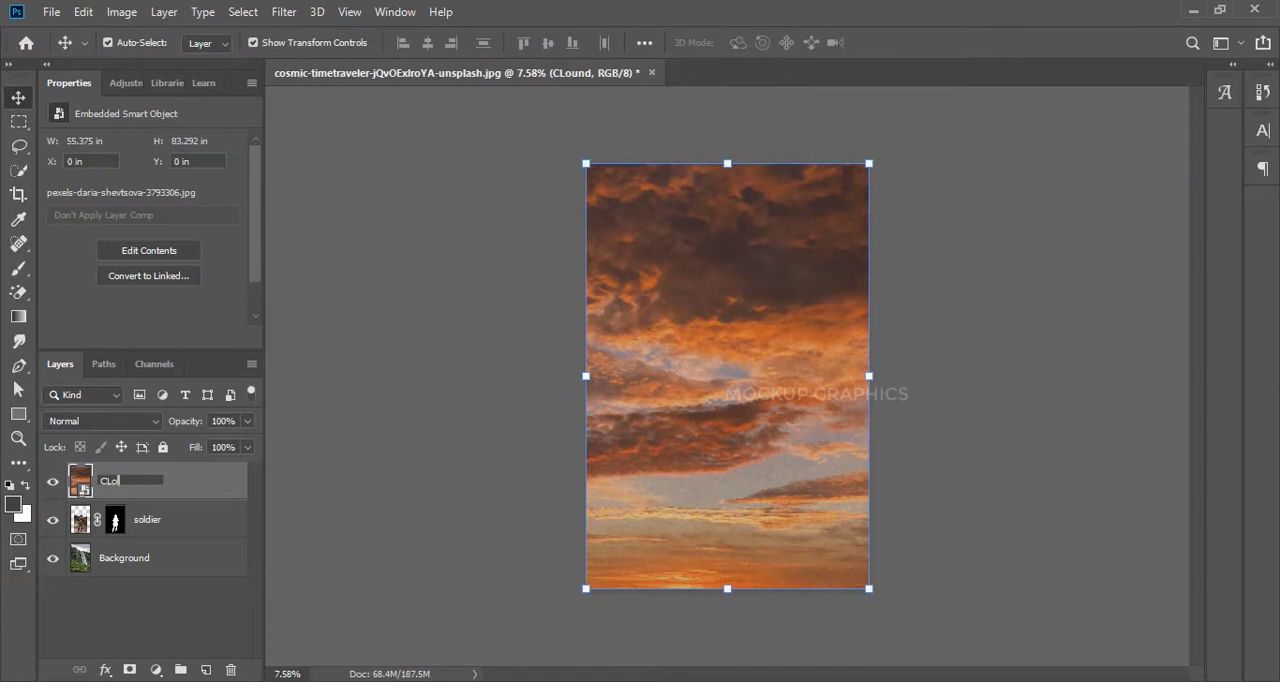 Ps File Edit Image Layer Type Select Filter 3D View Window Help
Auto-Select: Layer Show Transform Controls 3D Mode:
Properties Adjustn Librarie Learn
cosmic-timetraveler-jQvOExIroYA-unsplash.jpg @ 7.58% (CLound, RGB/8) *
Embedded Smart Object
W: 55.375 in H: 83.292 in
X: 0 in Y: 0 in
pexels-daria-shevtsova-3793306.jpg
Don't Apply Layer Comp
Edit Contents
Convert to Linked...
MOCKUP GRAPHICS
Layers Paths Channels
Kind
Normal Opacity: 100%
Lock: Fill: 100%
CLo
soldier
Background
7.58% Doc: 68.4M/187.5M